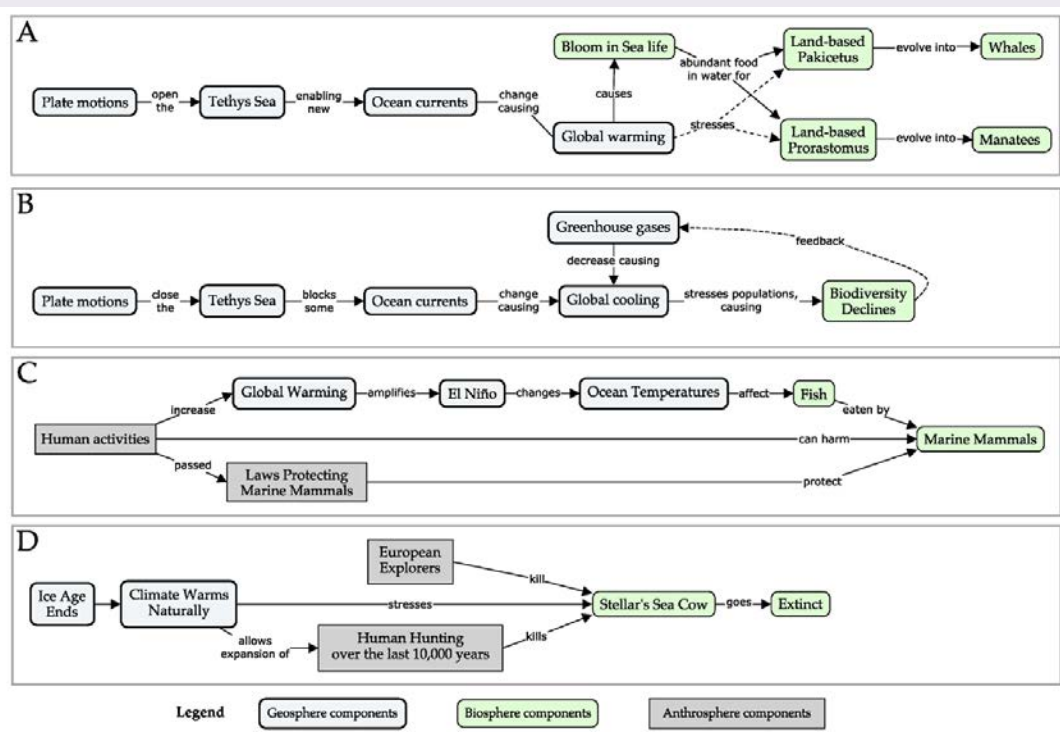 A
Plate motions
open
the
Tethys Sea
enabling
new
Ocean currents
change
causing
Global warming
causes
Bloom in Sea life
abundant food
in water for
stresses
Land-based
Pakicetus
evolve into
Whales
Land-based
Prorastomus
evolve into
Manatees
B
Plate motions
close
the
Tethys Sea
blocks
some
Ocean currents
change
causing
Greenhouse gases
decrease causing
Global cooling
stresses populations,
causing
Biodiversity
Declines
feedback
C
Human activities
increase
Global Warming
amplifies
El Niño
changes
Ocean Temperatures
affect
Fish
eaten by
can harm
Marine Mammals
passed
Laws Protecting
Marine Mammals
protect
D
Ice Age
Ends
Climate Warms
Naturally
European
Explorers
kill
stresses
Stellar's Sea Cow
goes
Extinct
allows
expansion of
Human Hunting
over the last 10,000 years
kills
Legend
Geosphere components
Biosphere components
Anthrosphere components